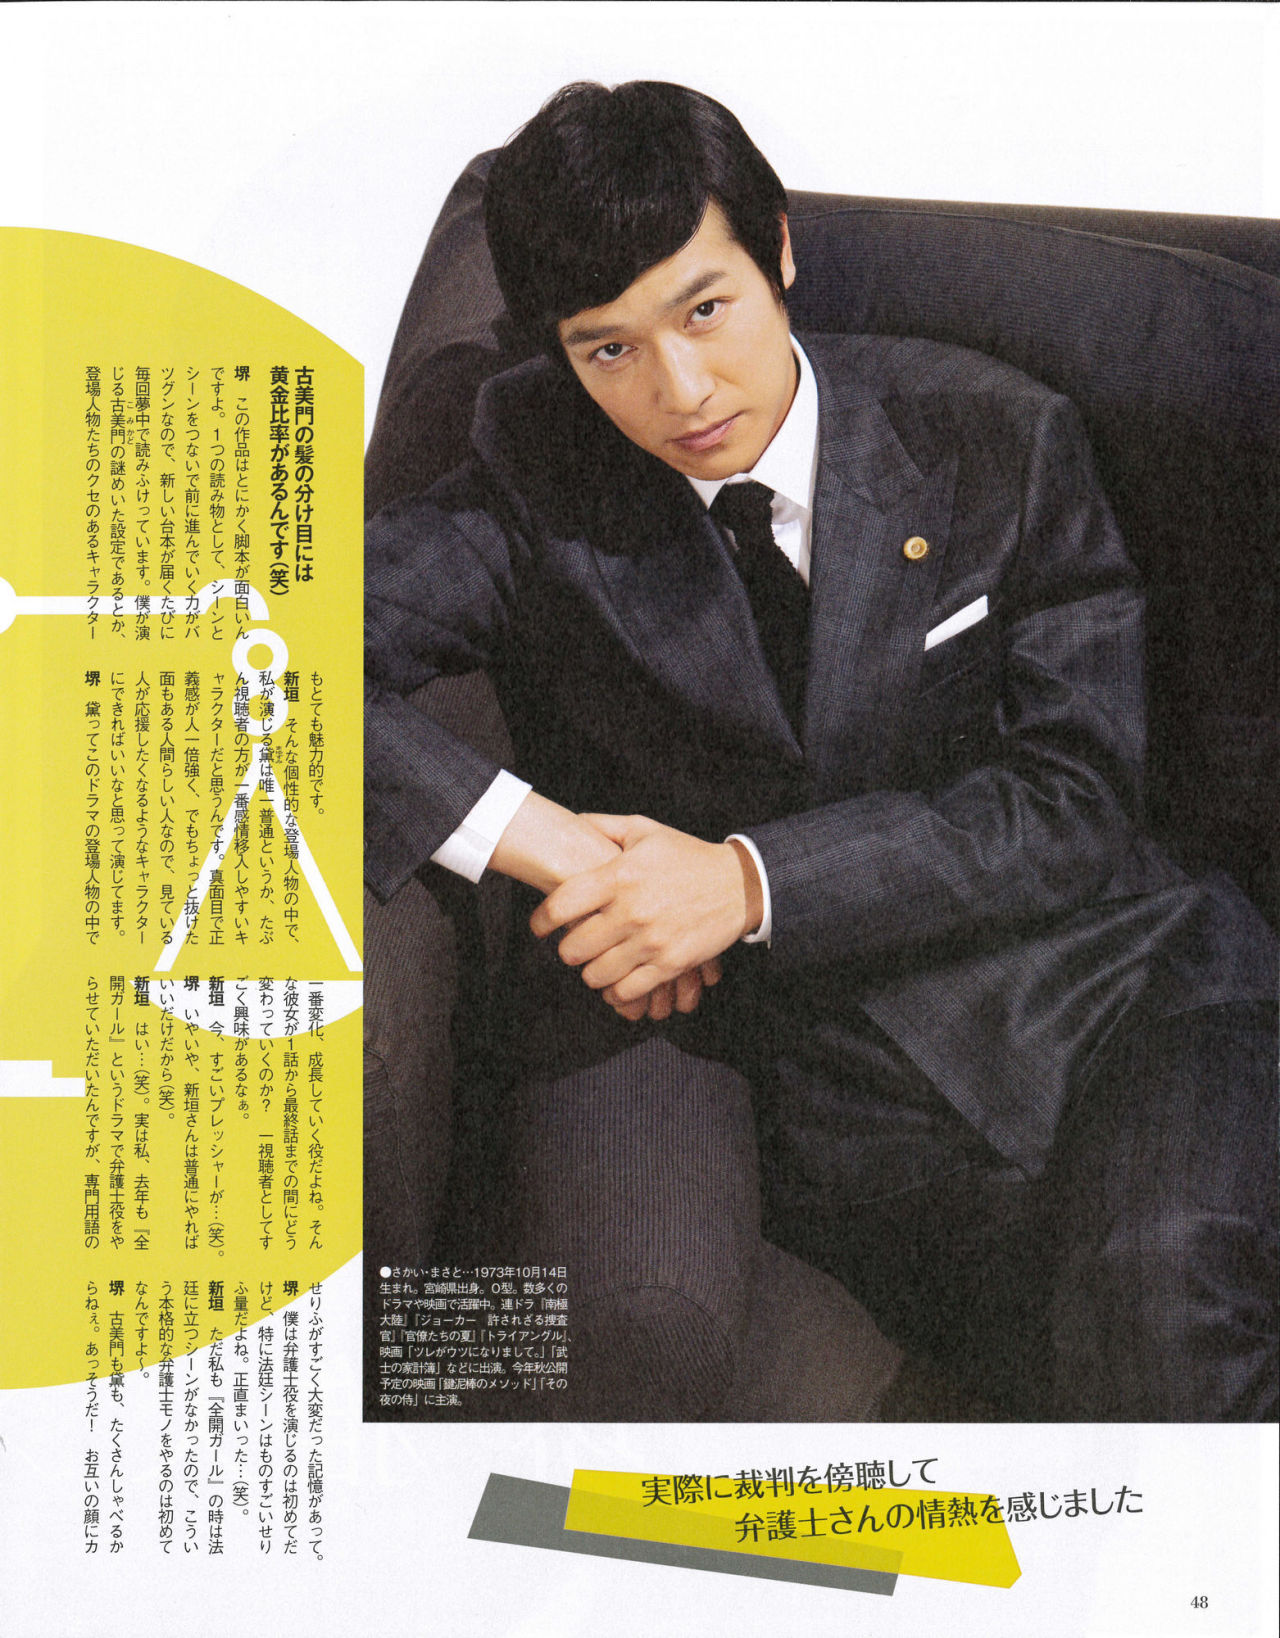 古美門の髪の分け目には
黄金比率があるんです(笑)
堺　この作品はとにかく脚本が面白いん
ですよ。1つの読み物として、シーンと
シーンをつないで前に進んでいく力がバ
ツグンなので、新しい台本が届くたびに
毎回夢中で読みふけっています。僕が演
じる古美門の謎めいた設定であるとか、
こみかど
登場人物たちのクセのあるキャラクター
もとても魅力的です。
新垣　そんな個性的な登場人物の中で、
私が演じる黛は唯一普通というか、たぶ
まゆずみ
ん視聴者の方が一番感情移入しやすいキ
ャラクターだと思うんです。真面目で正
義感が人一倍強く、でもちょっと抜けた
面もある人間らしい人なので、見ている
人が応援したくなるようなキャラクター
にできればいいなと思って演じてます。
堺　黛ってこのドラマの登場人物の中で
一番変化、成長していく役だよね。そん
な彼女が1話から最終話までの間にどう
変わっていくのか?　一視聴者としてす
ごく興味があるなぁ。
新垣　今、すごいプレッシャーが…(笑)。
堺　いやいや、新垣さんは普通にやれば
いいだけだから(笑)。
新垣　はい…(笑)。実は私、去年も『全
開ガール』というドラマで弁護士役をや
らせていただいたんですが、専門用語の
せりふがすごく大変だった記憶があって。
堺　僕は弁護士役を演じるのは初めてだ
けど、特に法廷シーンはものすごいせり
ふ量だよね。正直まいった…(笑)。
新垣　ただ私も『全開ガール』の時は法
廷に立つシーンがなかったので、こうい
う本格的な弁護士モノをやるのは初めて
なんですよ〜。
堺　古美門も黛も、たくさんしゃべるか
らねぇ。あっそうだ!　お互いの顔にカ
●さかい・まさと…1973年10月14日
生まれ。宮崎県出身。O型。数多くの
ドラマや映画で活躍中。連ドラ『南極
大陸』『ジョーカー　許されざる捜査
官』『官僚たちの夏』『トライアングル』、
映画「ツレがウツになりまして。」「武
士の家計簿」などに出演。今年秋公開
予定の映画「鍵泥棒のメソッド」「その
夜の侍」に主演。
実際に裁判を傍聴して
弁護士さんの情熱を感じました
48